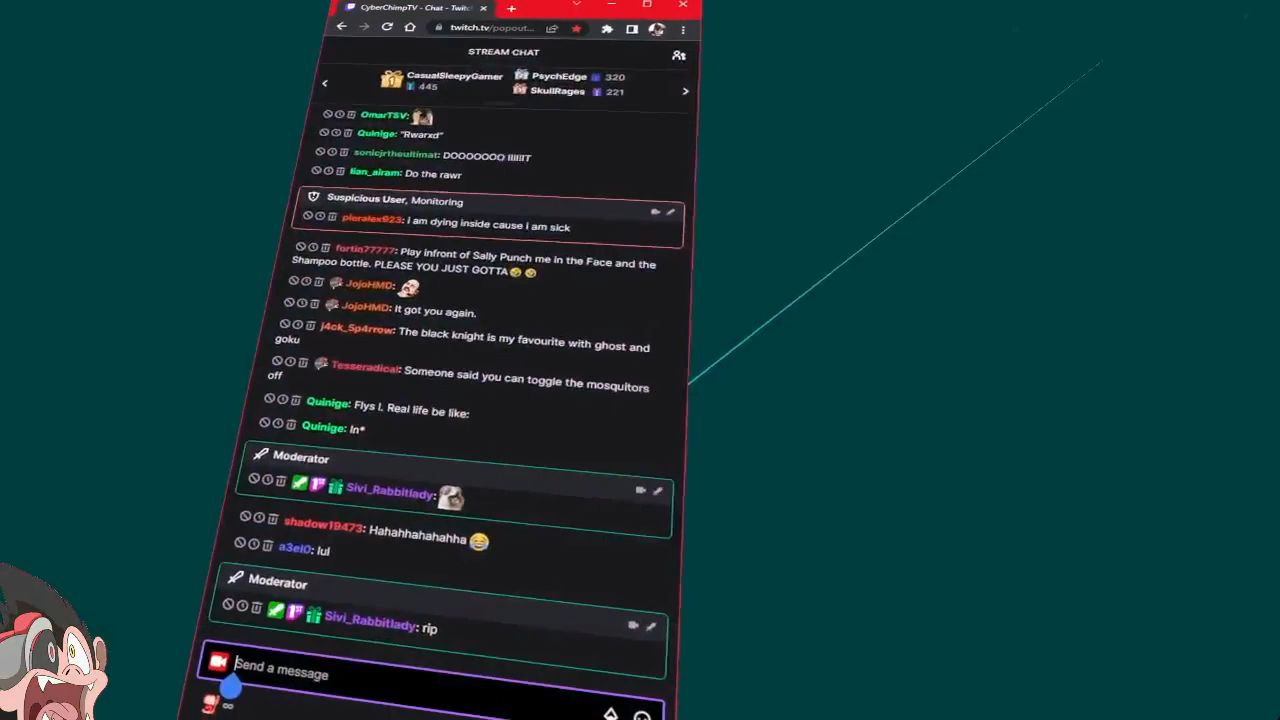 CyberChimpTV - Chat - Twitc
twitch.tv/popout...
STREAM CHAT
CasualSleepyGamer
445
PsychEdge 320
SkullRages 221
OmarTSV:
Quinige: "Rwarxd"
sonicjrtheultimat: DOOOOOOO IIIIIIIT
lian_airam: Do the rawr
Suspicious User, Monitoring
pleralex923: i am dying inside cause i am sick
fortin77777: Play infront of Sally Punch me in the Face and the
Shampoo bottle. PLEASE YOU JUST GOTTA🤣🤣
JojoHMD:
JojoHMD: It got you again.
j4ck_5p4rrow: The black knight is my favourite with ghost and
goku
Tesseradical: Someone said you can toggle the mosquitors
off
Quinige: Flys I, Real life be like:
Quinige: In*
Moderator
Sivi_Rabbitlady:
shadow19473: Hahahhahahahha 😂
a3el0: lul
Moderator
Sivi_Rabbitlady: rip
Send a message
∞